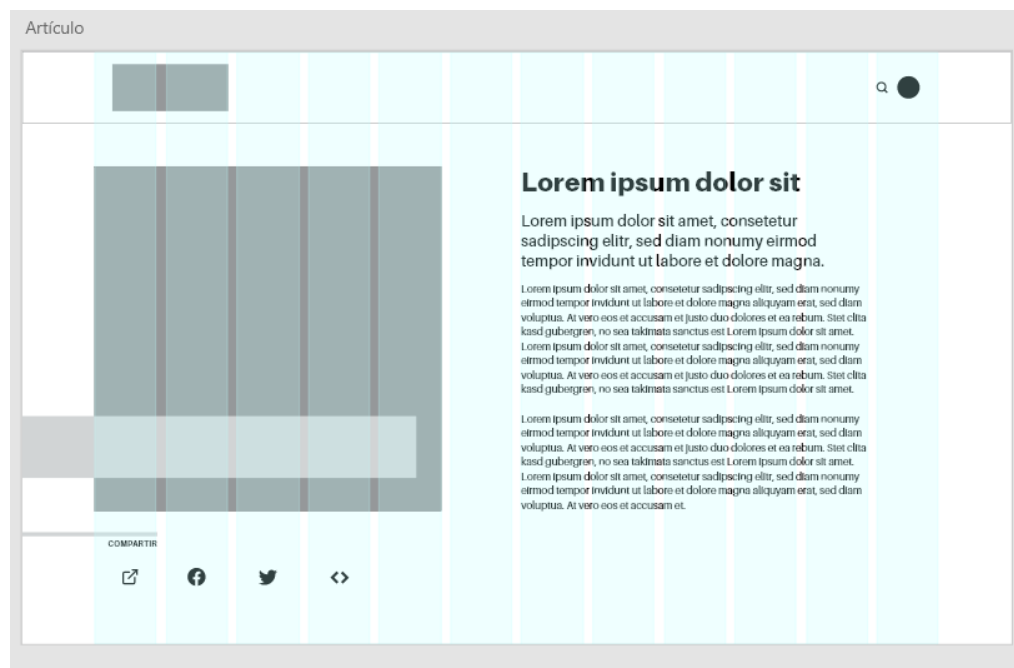 Artículo
Lorem ipsum dolor sit
Lorem ipsum dolor sit amet, consetetur
sadipscing elitr, sed diam nonumy eirmod
tempor invidunt ut labore et dolore magna.
Lorem ipsum dolor sit amet, consetetur sadipscing elitr, sed diam nonumy
eirmod tempor invidunt ut labore et dolore magna aliquyam erat, sed diam
voluptua. At vero eos et accusam et justo duo dolores et ea rebum. Stet clita
kasd gubergren, no sea takimata sanctus est Lorem ipsum dolor sit amet.
Lorem ipsum dolor sit amet, consetetur sadipscing elitr, sed diam nonumy
eirmod tempor invidunt ut labore et dolore magna aliquyam erat, sed diam
voluptua. At vero eos et accusam et justo duo dolores et ea rebum. Stet clita
kasd gubergren, no sea takimata sanctus est Lorem ipsum dolor sit amet.
Lorem ipsum dolor sit amet, consetetur sadipscing elitr, sed diam nonumy
eirmod tempor invidunt ut labore et dolore magna aliquyam erat, sed diam
voluptua. At vero eos et accusam et justo duo dolores et ea rebum. Stet clita
kasd gubergren, no sea takimata sanctus est Lorem ipsum dolor sit amet.
Lorem ipsum dolor sit amet, consetetur sadipscing elitr, sed diam nonumy
eirmod tempor invidunt ut labore et dolore magna aliquyam erat, sed diam
voluptua. At vero eos et accusam et.
COMPARTIR